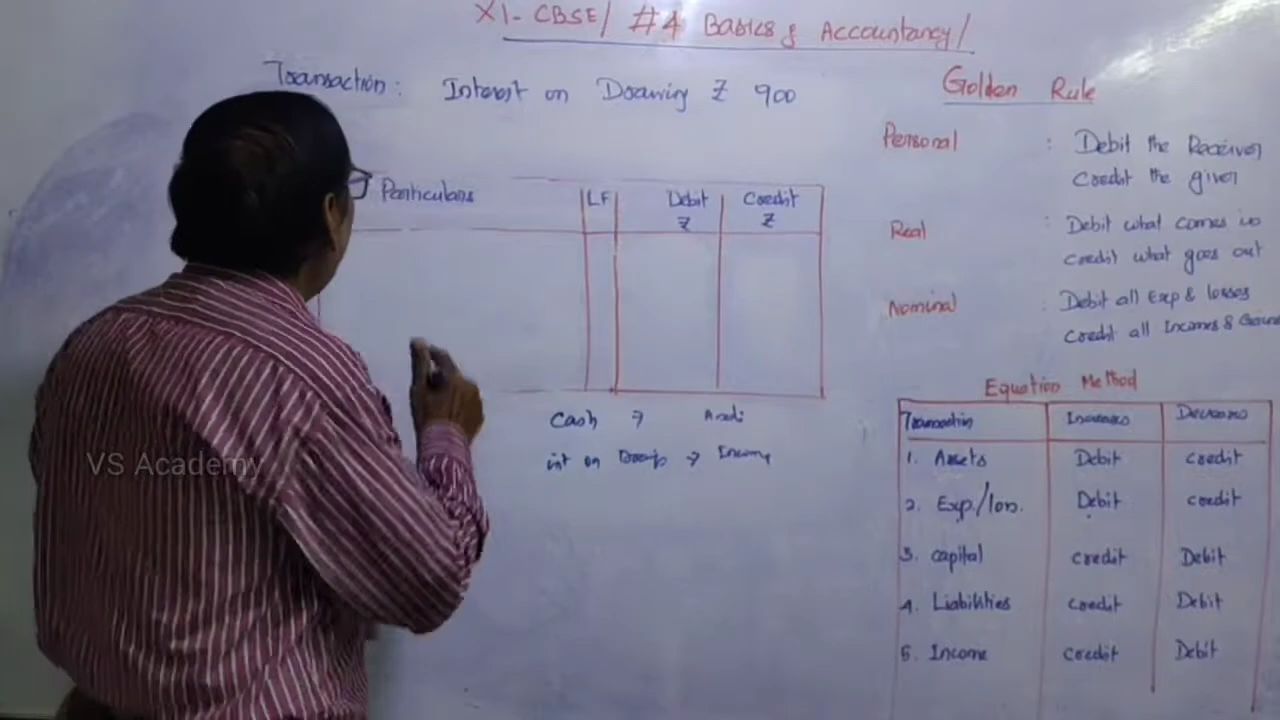 XI - CBSE / #4 Basics of Accountancy /
Transaction : Interest on Drawing ₹ 900
Particulars LF Debit ₹ Credit ₹
Cash → Asset
int on Drawings → Income
Golden Rule
Personal : Debit the Receiver
Credit the giver
Real : Debit what comes in
Credit what goes out
Nominal : Debit all Exp & losses
Credit all Incomes & Gains
Equation Method
Transaction Increases Decreases
1. Assets Debit Credit
2. Exp./loss. Debit Credit
3. Capital Credit Debit
4. Liabilities Credit Debit
5. Income Credit Debit
VS Academy